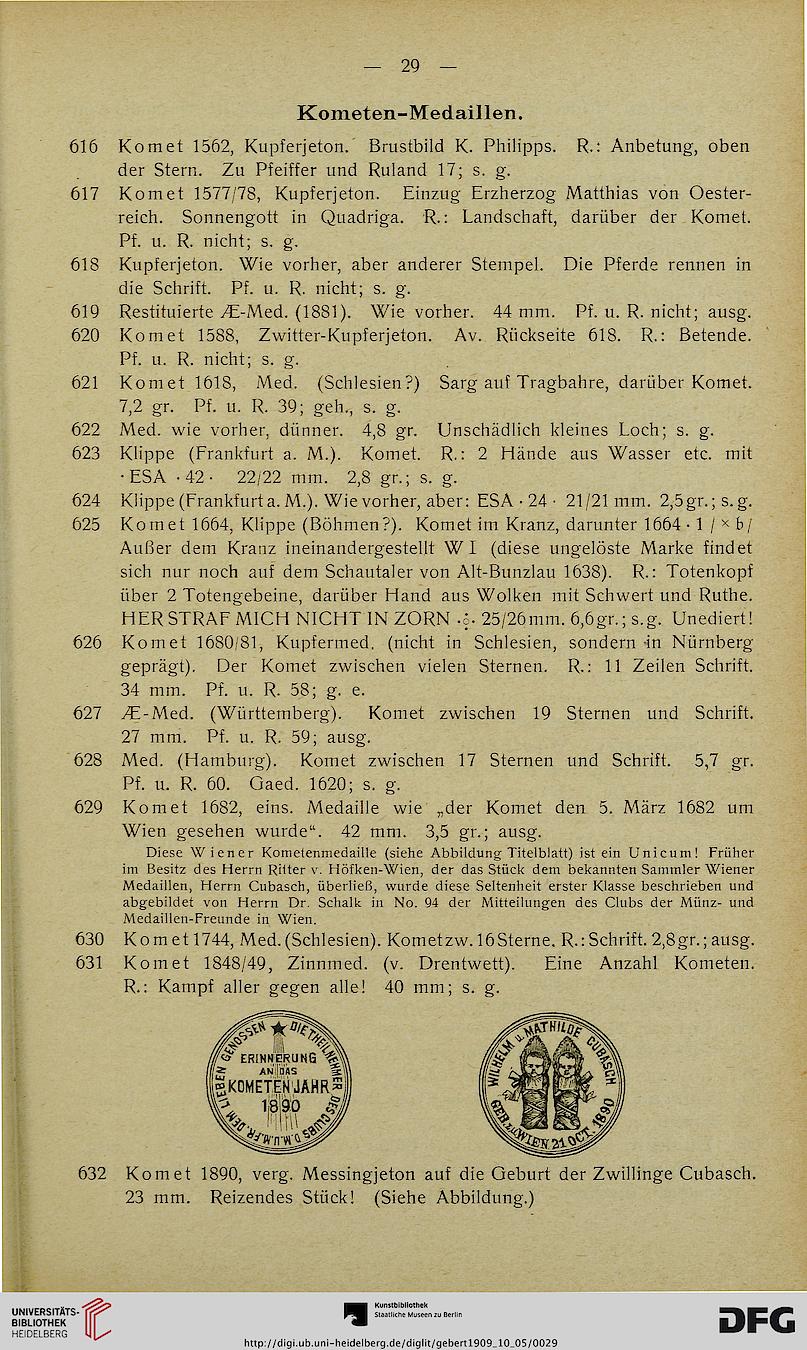 — 29 —
Kometen-Medaillen.
616 Komet 1562, Kupferjeton. Brustbild K. Philipps. R.: Anbetung, oben
der Stern. Zu Pfeiffer und Ruland 17; s. g.
617 Komet 1577/78, Kupferjeton. Einzug Erzherzog Matthias von Oester-
reich. Sonnengott in Quadriga. R.: Landschaft, darüber der Komet.
Pf. u. R. nicht; s. g.
618 Kupferjeton. Wie vorher, aber anderer Stempel. Die Pferde rennen in
die Schrift. Pf. u. R. nicht; s. g.
619 Restituierte Æ-Med. (1881). Wie vorher. 44 mm. Pf. u. R. nicht; ausg.
620 Komet 1588, Zwitter-Kupferjeton. Av. Rückseite 618. R.: Betende.
Pf. u. R. nicht; s. g.
621 Komet 1618, Med. (Schlesien?) Sarg auf Tragbahre, darüber Komet.
7,2 gr. Pf. u. R. 39; geh., s. g.
622 Med. wie vorher, dünner. 4,8 gr. Unschädlich kleines Loch; s. g.
623 Klippe (Frankfurt a. M.). Komet. R.: 2 Hände aus Wasser etc. mit
· ESA · 42 · 22/22 mm. 2,8 gr.; s. g.
624 Klippe (Frankfurt a. M.). Wie vorher, aber: ESA · 24 · 21/21 mm. 2,5gr.; s. g.
625 Komet 1664, Klippe (Böhmen?). Komet im Kranz, darunter 1664 · 1 / × b /
Außer dem Kranz ineinandergestellt W I (diese ungelöste Marke findet
sich nur noch auf dem Schautaler von Alt-Bunzlau 1638). R.: Totenkopf
über 2 Totengebeine, darüber Hand aus Wolken mit Schwert und Ruthe.
HER STRAF MICH NICHT IN ZORN 25/26mm. 6,6gr.; s. g. Unediert!
626 Komet 1680/81, Kupfermed. (nicht in Schlesien, sondern in Nürnberg
geprägt). Der Komet zwischen vielen Sternen. R.: 11 Zeilen Schrift.
34 mm. Pf. u. R. 58; g. e.
627 Æ-Med. (Württemberg). Komet zwischen 19 Sternen und Schrift.
27 mm. Pf. u. R. 59; ausg.
628 Med. (Hamburg). Komet zwischen 17 Sternen und Schrift. 5,7 gr.
Pf. u. R. 60. Gaed. 1620; s. g.
629 Komet 1682, eins. Medaille wie „der Komet den 5. März 1682 um
Wien gesehen wurde“. 42 mm. 3,5 gr.; ausg.
Diese Wiener Kometenmedaille (siehe Abbildung Titelblatt) ist ein Unicum! Früher
im Besitz des Herrn Ritter v. Höfken-Wien, der das Stück dem bekannten Sammler Wiener
Medaillen, Herrn Cubasch, überließ, wurde diese Seltenheit erster Klasse beschrieben und
abgebildet von Herrn Dr. Schalk in No. 94 der Mitteilungen des Clubs der Münz- und
Medaillen-Freunde in Wien.
630 Komet 1744, Med. (Schlesien). Komet zw. 16 Sterne. R.: Schrift. 2,8gr.; ausg.
631 Komet 1848/49, Zinnmed. (v. Drentwett). Eine Anzahl Kometen.
R.: Kampf aller gegen alle! 40 mm; s. g.
DER DEM LIEBEN GENOSSEN ★ DIE THEILNEHMER DES CLUBS D. M. U. M. F. IN W.
ERINNERUNG
AN DAS
KOMETENJAHR
1890
WILHELM u. MATHILDE CUBASCH
GEB. zu WIEN 21 OCT. 1890
632 Komet 1890, verg. Messingjeton auf die Geburt der Zwillinge Cubasch.
23 mm. Reizendes Stück! (Siehe Abbildung.)
UNIVERSITÄTS-
BIBLIOTHEK
HEIDELBERG
Kunstbibliothek
Staatliche Museen zu Berlin
DFG
http://digi.ub.uni-heidelberg.de/diglit/gebert1909_10_05/0029